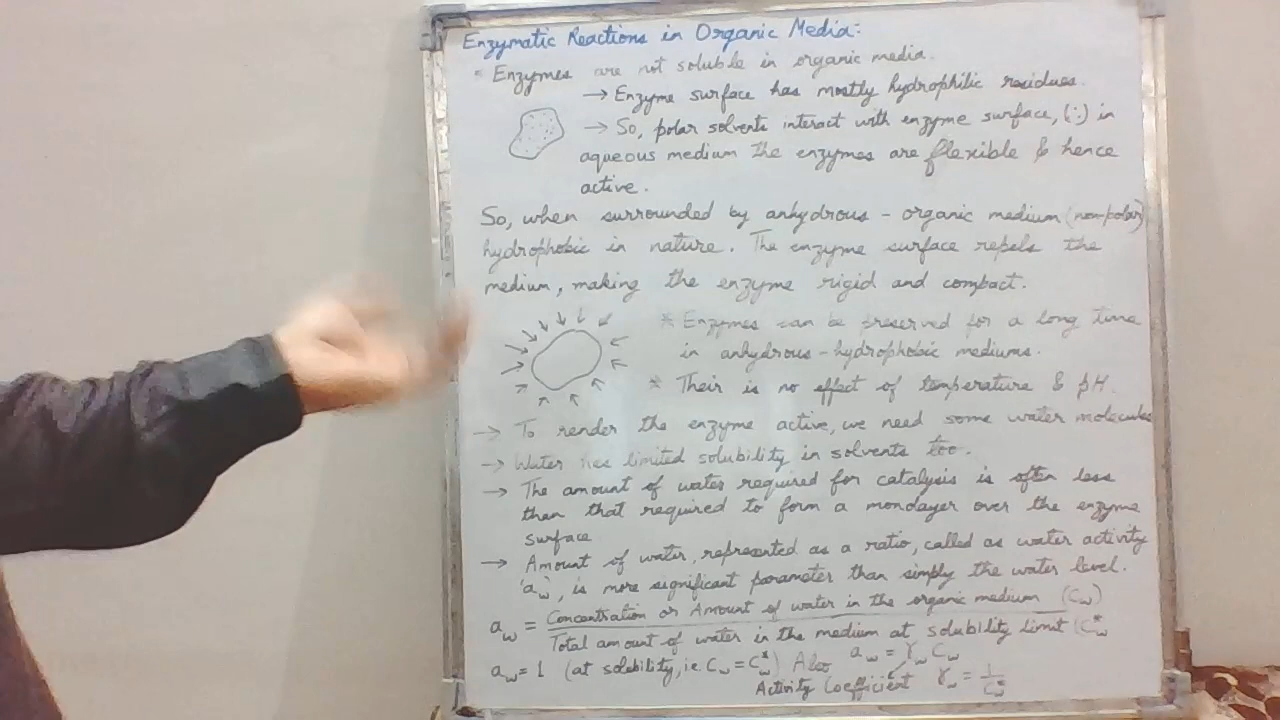 Enzymatic Reactions in Organic Media:
* Enzymes are not soluble in organic media.
→ Enzyme surface has mostly hydrophilic residues.
→ So, polar solvents interact with enzyme surface, (∵) in
aqueous medium the enzymes are flexible & hence
active.
So, when surrounded by anhydrous - organic medium (non-polar)
hydrophobic in nature. The enzyme surface repels the
medium, making the enzyme rigid and compact.
* Enzymes can be preserved for a long time
in anhydrous - hydrophobic mediums.
* Their is no effect of temperature & pH.
→ To render the enzyme active, we need some water molecules
→ Water has limited solubility in solvents too.
→ The amount of water required for catalysis is often less
than that required to form a monolayer over the enzyme
surface
→ Amount of water, represented as a ratio, called as water activity
'aw', is more significant parameter than simply the water level.
aw = Concentration or Amount of water in the organic medium (Cw)
Total amount of water in the medium at solubility limit (Cw*
aw = 1 (at solubility, i.e. Cw = Cw*) Also aw = γw Cw
Activity Coefficient γw = 1/Cw*